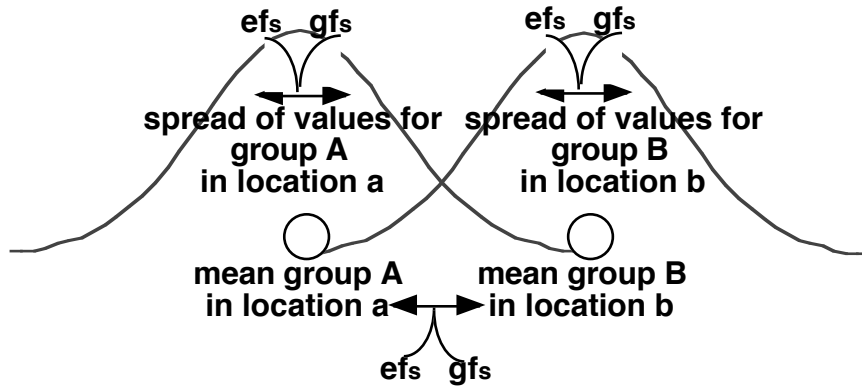 efs gfs efs gfs
spread of values for spread of values for
group A group B
in location a in location b
mean group A mean group B
in location a in location b
efs gfs